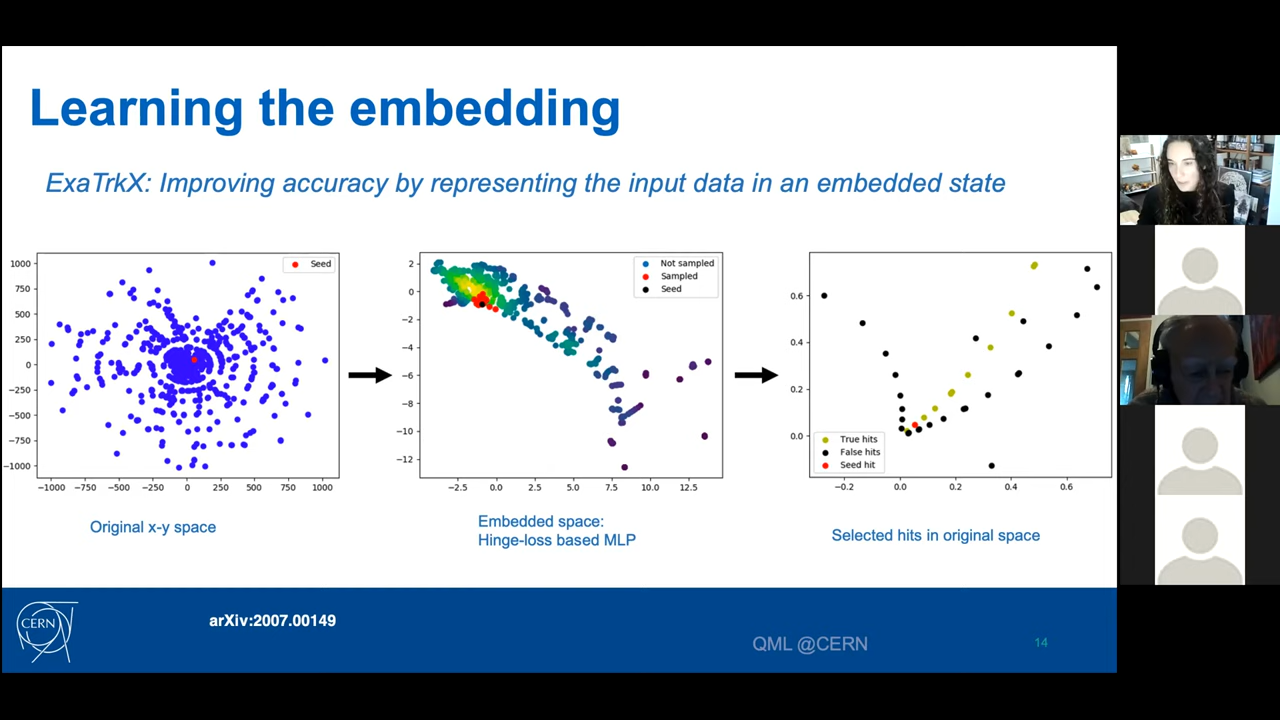 Learning the embedding
ExaTrkX: Improving accuracy by representing the input data in an embedded state
1000
750
500
250
0
−250
−500
−750
−1000
−1000 −750 −500 −250 0 250 500 750 1000
Seed
Original x-y space
2
0
−2
−4
−6
−8
−10
−12
−2.5 0.0 2.5 5.0 7.5 10.0 12.5
Not sampled
Sampled
Seed
Embedded space:
Hinge-loss based MLP
0.6
0.4
0.2
0.0
−0.2 0.0 0.2 0.4 0.6
True hits
False hits
Seed hit
Selected hits in original space
CERN
arXiv:2007.00149
QML @CERN
14